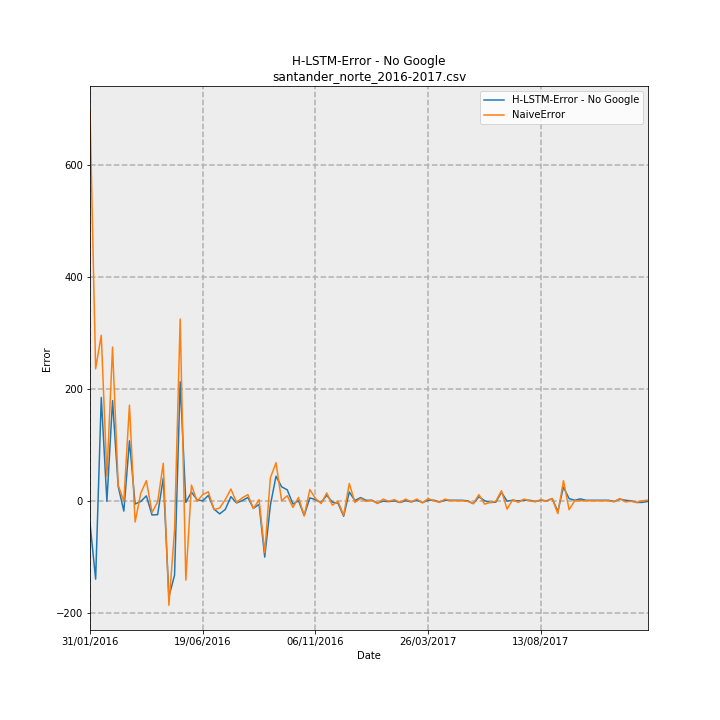 H-LSTM-Error - No Google
santander_norte_2016-2017.csv
H-LSTM-Error - No Google
NaiveError
600
400
200
0
−200
Error
31/01/2016
19/06/2016
06/11/2016
26/03/2017
13/08/2017
Date